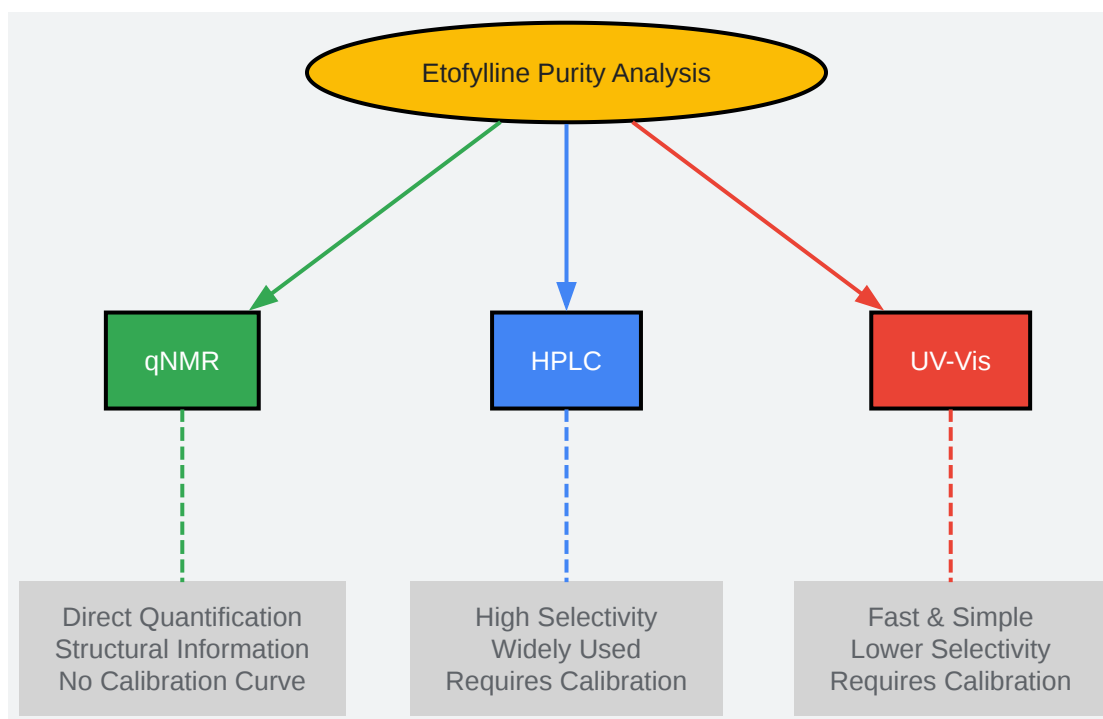 Etofylline Purity Analysis
qNMR
HPLC
UV-Vis
Direct Quantification
Structural Information
No Calibration Curve
High Selectivity
Widely Used
Requires Calibration
Fast & Simple
Lower Selectivity
Requires Calibration